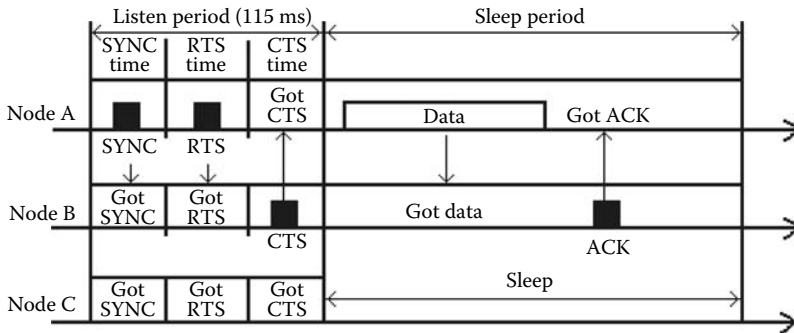 Listen period (115 ms)
Sleep period
SYNC time
RTS time
CTS time
Node A
Got CTS
Data
Got ACK
SYNC
RTS
Node B
Got SYNC
Got RTS
Got data
CTS
ACK
Node C
Got SYNC
Got RTS
Got CTS
Sleep